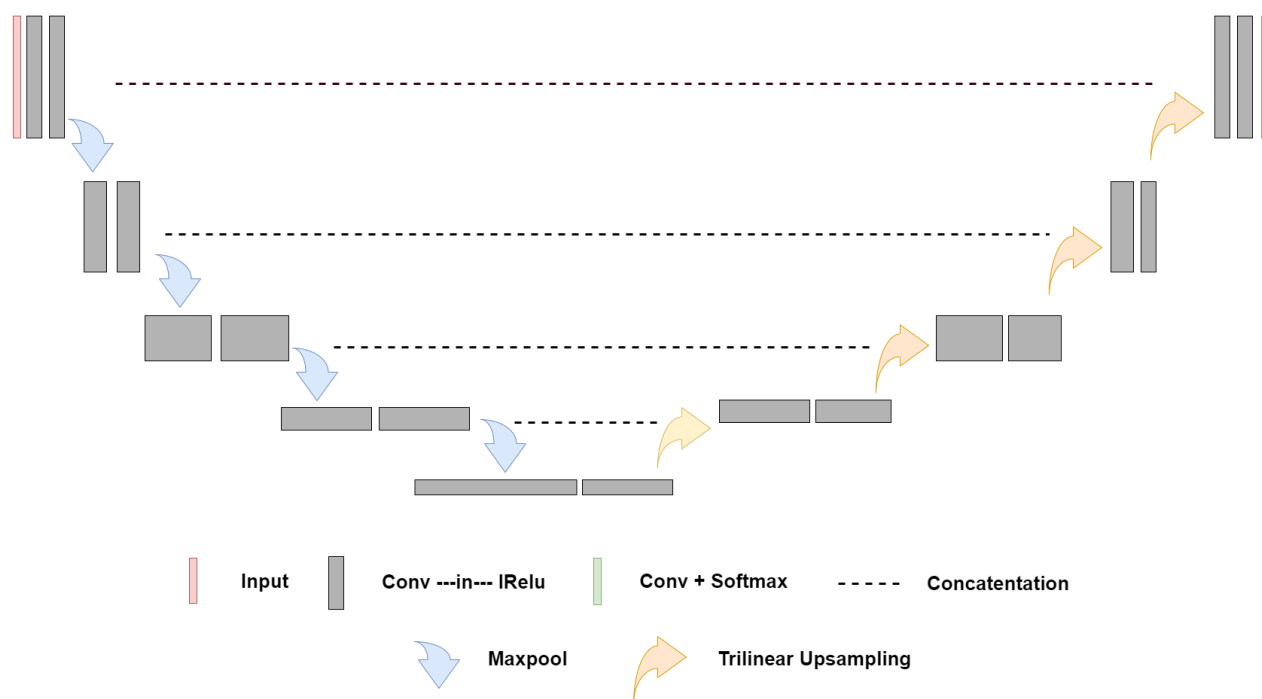 Input
Conv ---in--- lRelu
Conv + Softmax
Concatentation
Maxpool
Trilinear Upsampling